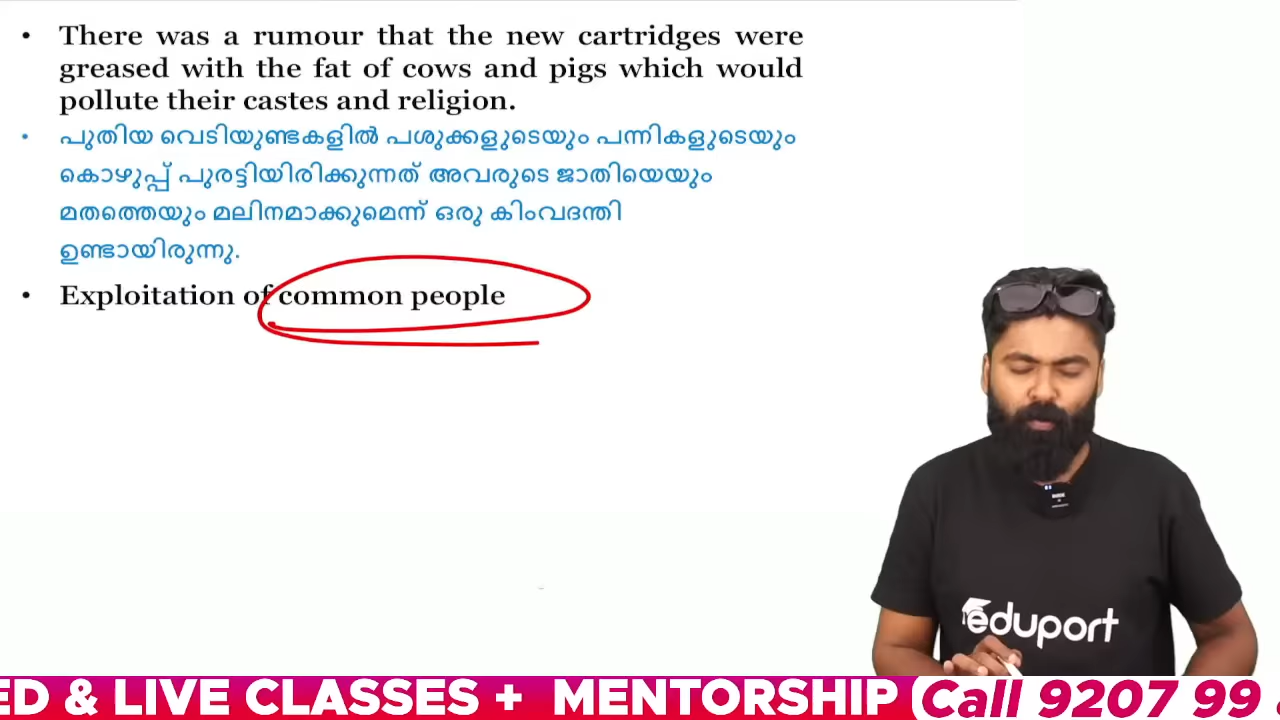 • There was a rumour that the new cartridges were
greased with the fat of cows and pigs which would
pollute their castes and religion.
• പുതിയ വെടിയുണ്ടകളിൽ പശുക്കളുടെയും പന്നികളുടെയും
കൊഴുപ്പ് പുരട്ടിയിരിക്കുന്നത് അവരുടെ ജാതിയെയും
മതത്തെയും മലിനമാക്കുമെന്ന് ഒരു കിംവദന്തി
ഉണ്ടായിരുന്നു.
• Exploitation of common people
eduport
ED & LIVE CLASSES + MENTORSHIP (Call 9207 99